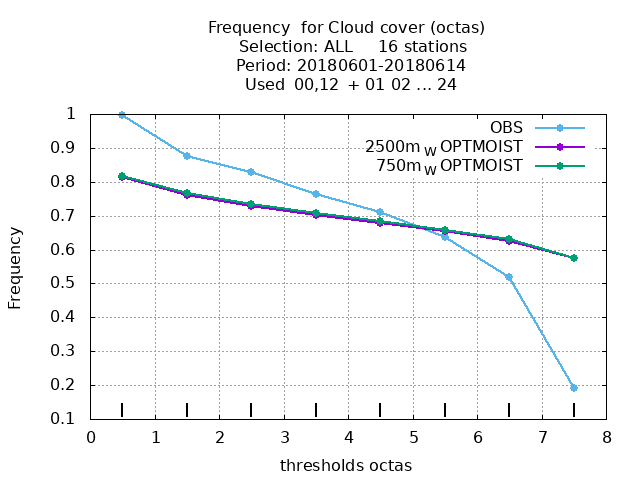 Frequency  for Cloud cover (octas)
Selection: ALL     16 stations
Period: 20180601-20180614
Used  00,12  + 01 02 ... 24
OBS
2500m_W OPTMOIST
750m_W OPTMOIST
1
0.9
0.8
0.7
0.6
0.5
0.4
0.3
0.2
0.1
Frequency
0 1 2 3 4 5 6 7 8
thresholds octas